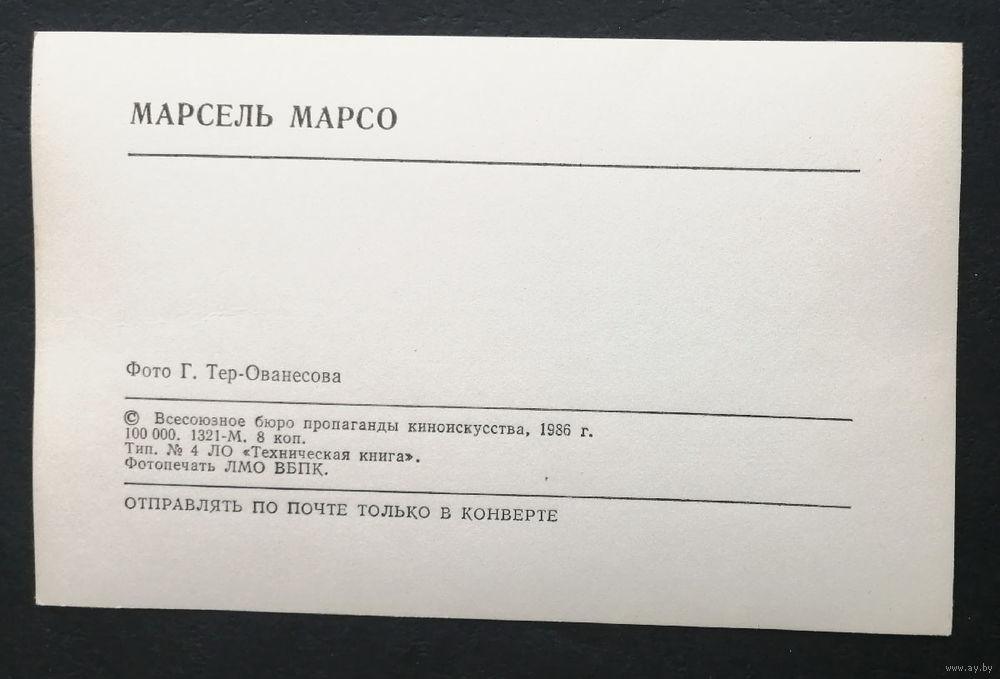 МАРСЕЛЬ МАРСО
Фото Г. Тер-Ованесова
© Всесоюзное бюро пропаганды киноискусства, 1986 г.
100 000. 1321-М. 8 коп.
Тип. № 4 ЛО «Техническая книга».
Фотопечать ЛМО ВБПК.
ОТПРАВЛЯТЬ ПО ПОЧТЕ ТОЛЬКО В КОНВЕРТЕ
www.ay.by